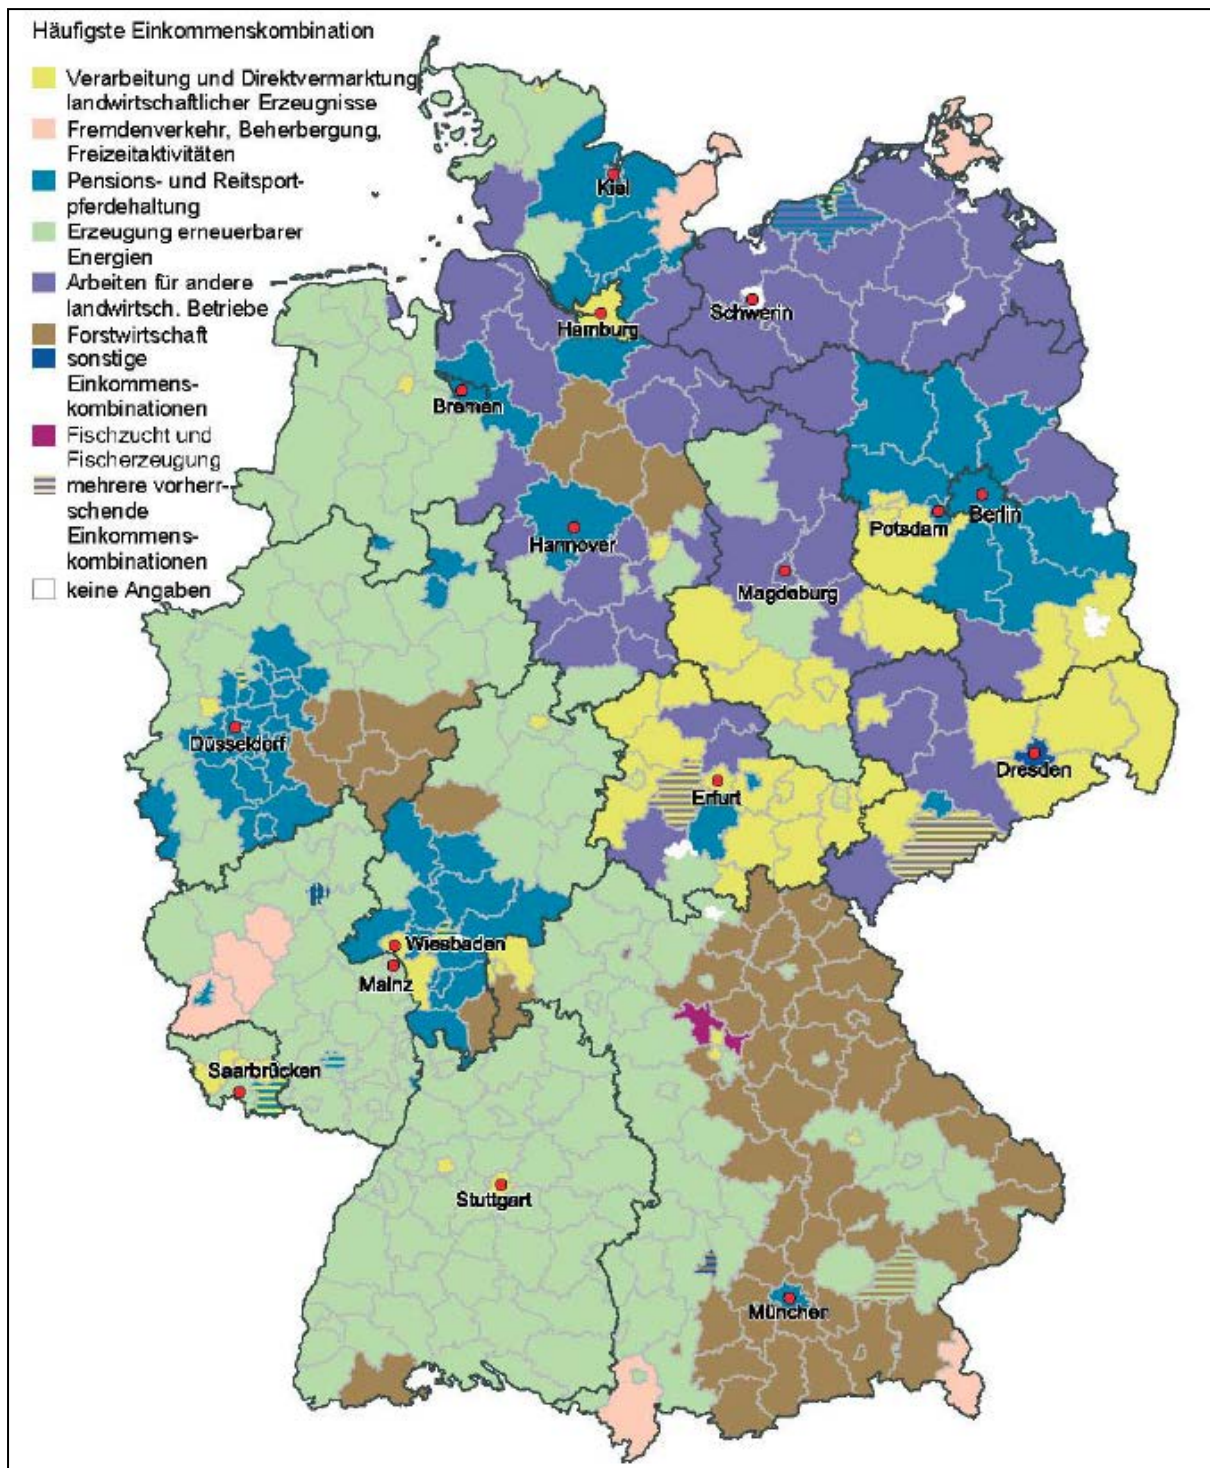 Häufigste Einkommenskombination
Verarbeitung und Direktvermarktung
landwirtschaftlicher Erzeugnisse
Fremdenverkehr, Beherbergung,
Freizeitaktivitäten
Pensions- und Reitsport-
pferdehaltung
Erzeugung erneuerbarer
Energien
Arbeiten für andere
landwirtsch. Betriebe
Forstwirtschaft
sonstige
Einkommens-
kombinationen
Fischzucht und
Fischerzeugung
mehrere vorherr-
schende
Einkommens-
kombinationen
keine Angaben
Kiel
Schwerin
Hamburg
Bremen
Berlin
Potsdam
Hannover
Magdeburg
Düsseldorf
Dresden
Erfurt
Wiesbaden
Mainz
Saarbrücken
Stuttgart
München